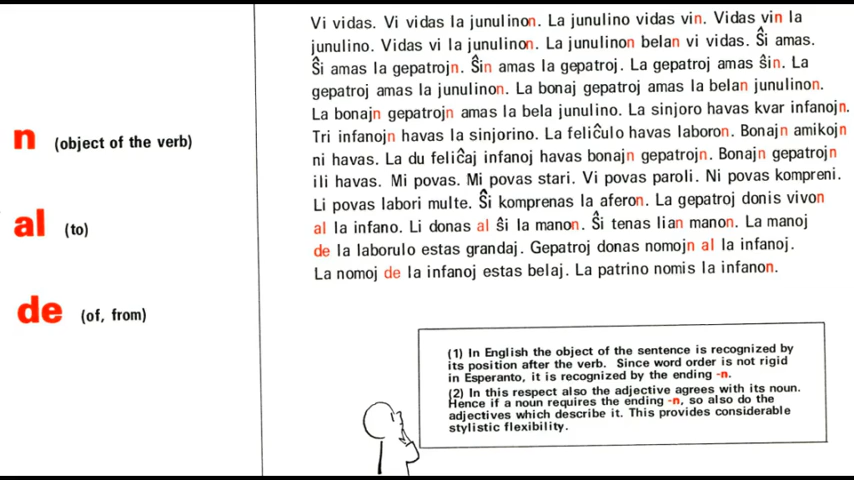 n (object of the verb)
al (to)
de (of, from)
Vi vidas. Vi vidas la junulinon. La junulino vidas vin. Vidas vin la
junulino. Vidas vi la junulinon. La junulinon belan vi vidas. Ŝi amas.
Ŝi amas la gepatrojn. Ŝin amas la gepatroj. La gepatroj amas ŝin. La
gepatroj amas la junulinon. La bonaj gepatroj amas la belan junulinon.
La bonajn gepatrojn amas la bela junulino. La sinjoro havas kvar infanojn.
Tri infanojn havas la sinjorino. La feliĉulo havas laboron. Bonajn amikojn
ni havas. La du feliĉaj infanoj havas bonajn gepatrojn. Bonajn gepatrojn
ili havas. Mi povas. Mi povas stari. Vi povas paroli. Ni povas kompreni.
Li povas labori multe. Ŝi komprenas la aferon. La gepatroj donis vivon
al la infano. Li donas al ŝi la manon. Ŝi tenas lian manon. La manoj
de la laborulo estas grandaj. Gepatroj donas nomojn al la infanoj.
La nomoj de la infanoj estas belaj. La patrino nomis la infanon.
(1) In English the object of the sentence is recognized by
its position after the verb. Since word order is not rigid
in Esperanto, it is recognized by the ending -n.
(2) In this respect also the adjective agrees with its noun.
Hence if a noun requires the ending -n, so also do the
adjectives which describe it. This provides considerable
stylistic flexibility.